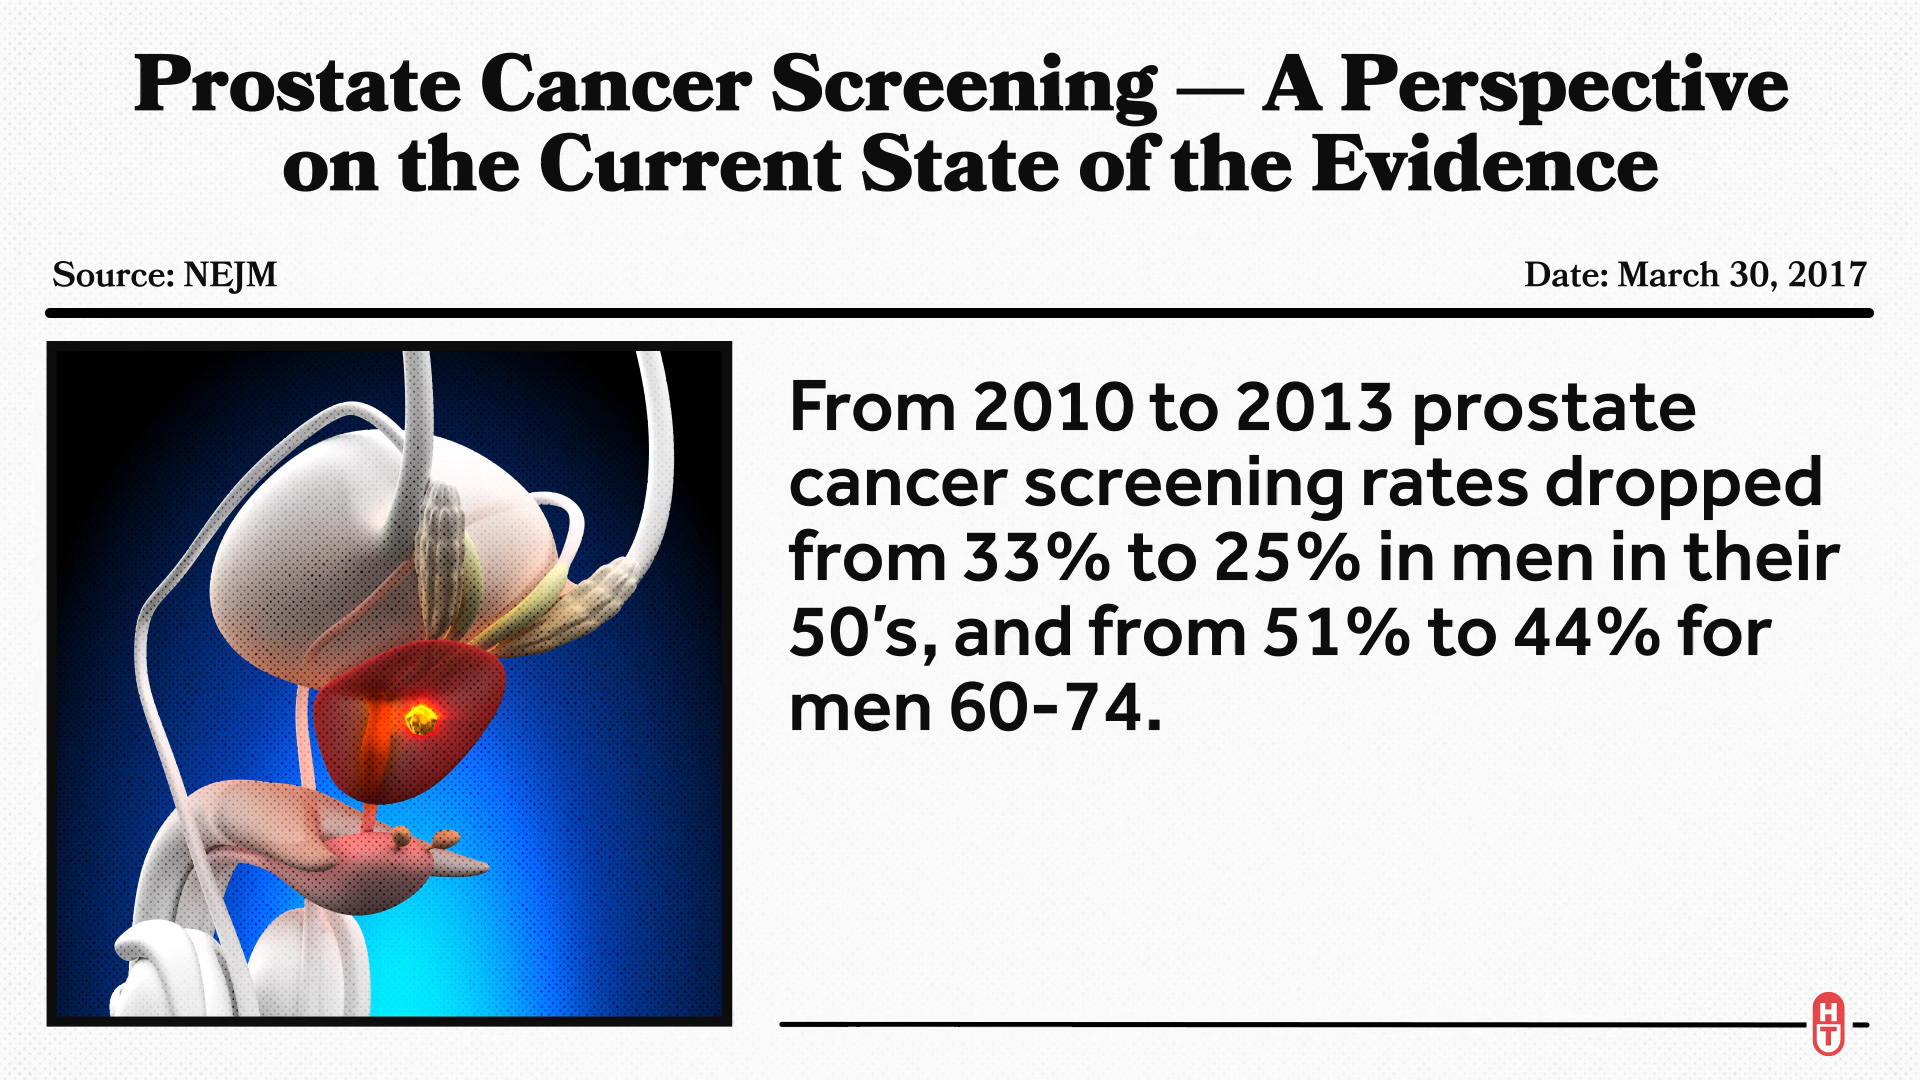 Prostate Cancer Screening — A Perspective
on the Current State of the Evidence
Source: NEJM
Date: March 30, 2017
From 2010 to 2013 prostate
cancer screening rates dropped
from 33% to 25% in men in their
50's, and from 51% to 44% for
men 60-74.
H
T